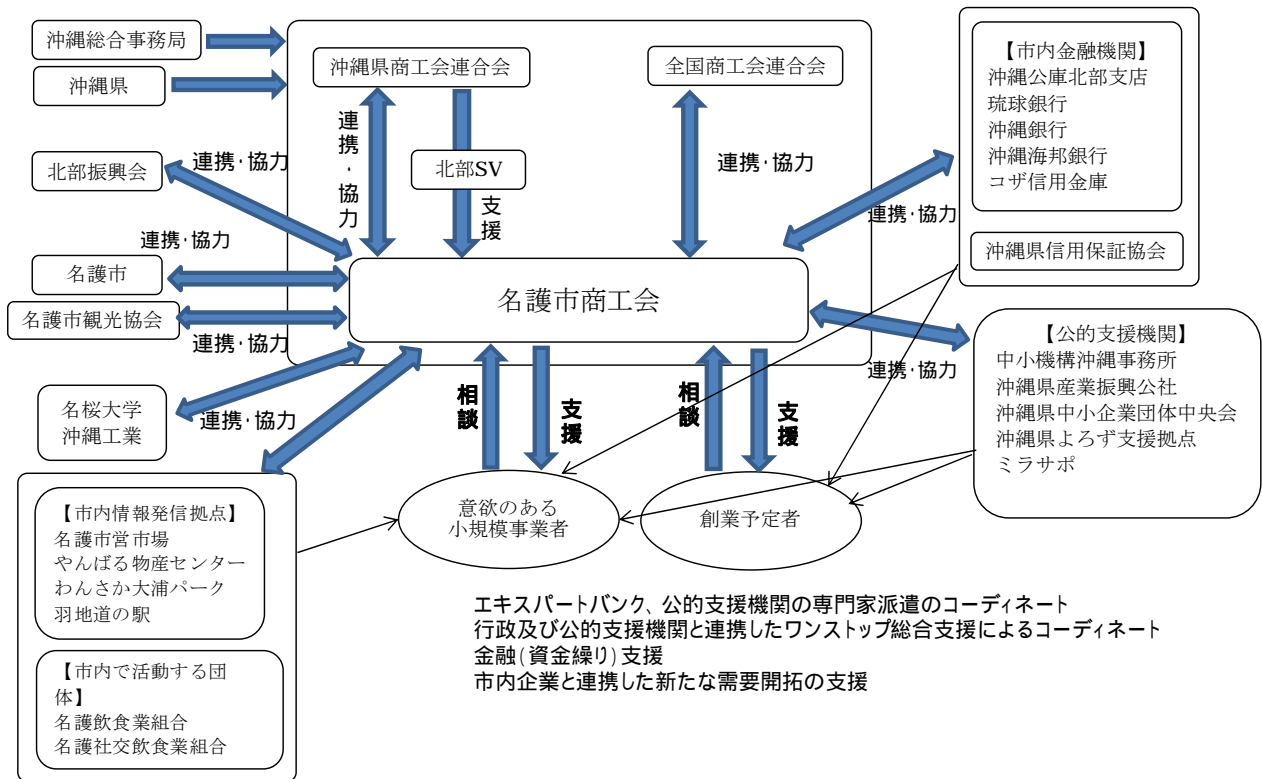 沖縄総合事務局
沖縄県
北部振興会
名護市
名護市観光協会
名桜大学
沖縄工業
沖縄県商工会連合会
全国商工会連合会
連携・協力
北部SV
支援
連携・協力
連携・協力
連携・協力
連携・協力
連携・協力
連携・協力
連携・協力
名護市商工会
【市内金融機関】
沖縄公庫北部支店
琉球銀行
沖縄銀行
沖縄海邦銀行
コザ信用金庫
沖縄県信用保証協会
【公的支援機関】
中小機構沖縄事務所
沖縄県産業振興公社
沖縄県中小企業団体中央会
沖縄県よろず支援拠点
ミラサポ
相談
支援
相談
支援
意欲のある
小規模事業者
創業予定者
【市内情報発信拠点】
名護市営市場
やんばる物産センター
わんさか大浦パーク
羽地道の駅
【市内で活動する団
体】
名護飲食業組合
名護社交飲食業組合
エキスパートバンク、公的支援機関の専門家派遣のコーディネート
行政及び公的支援機関と連携したワンストップ総合支援によるコーディネート
金融(資金繰り)支援
市内企業と連携した新たな需要開拓の支援